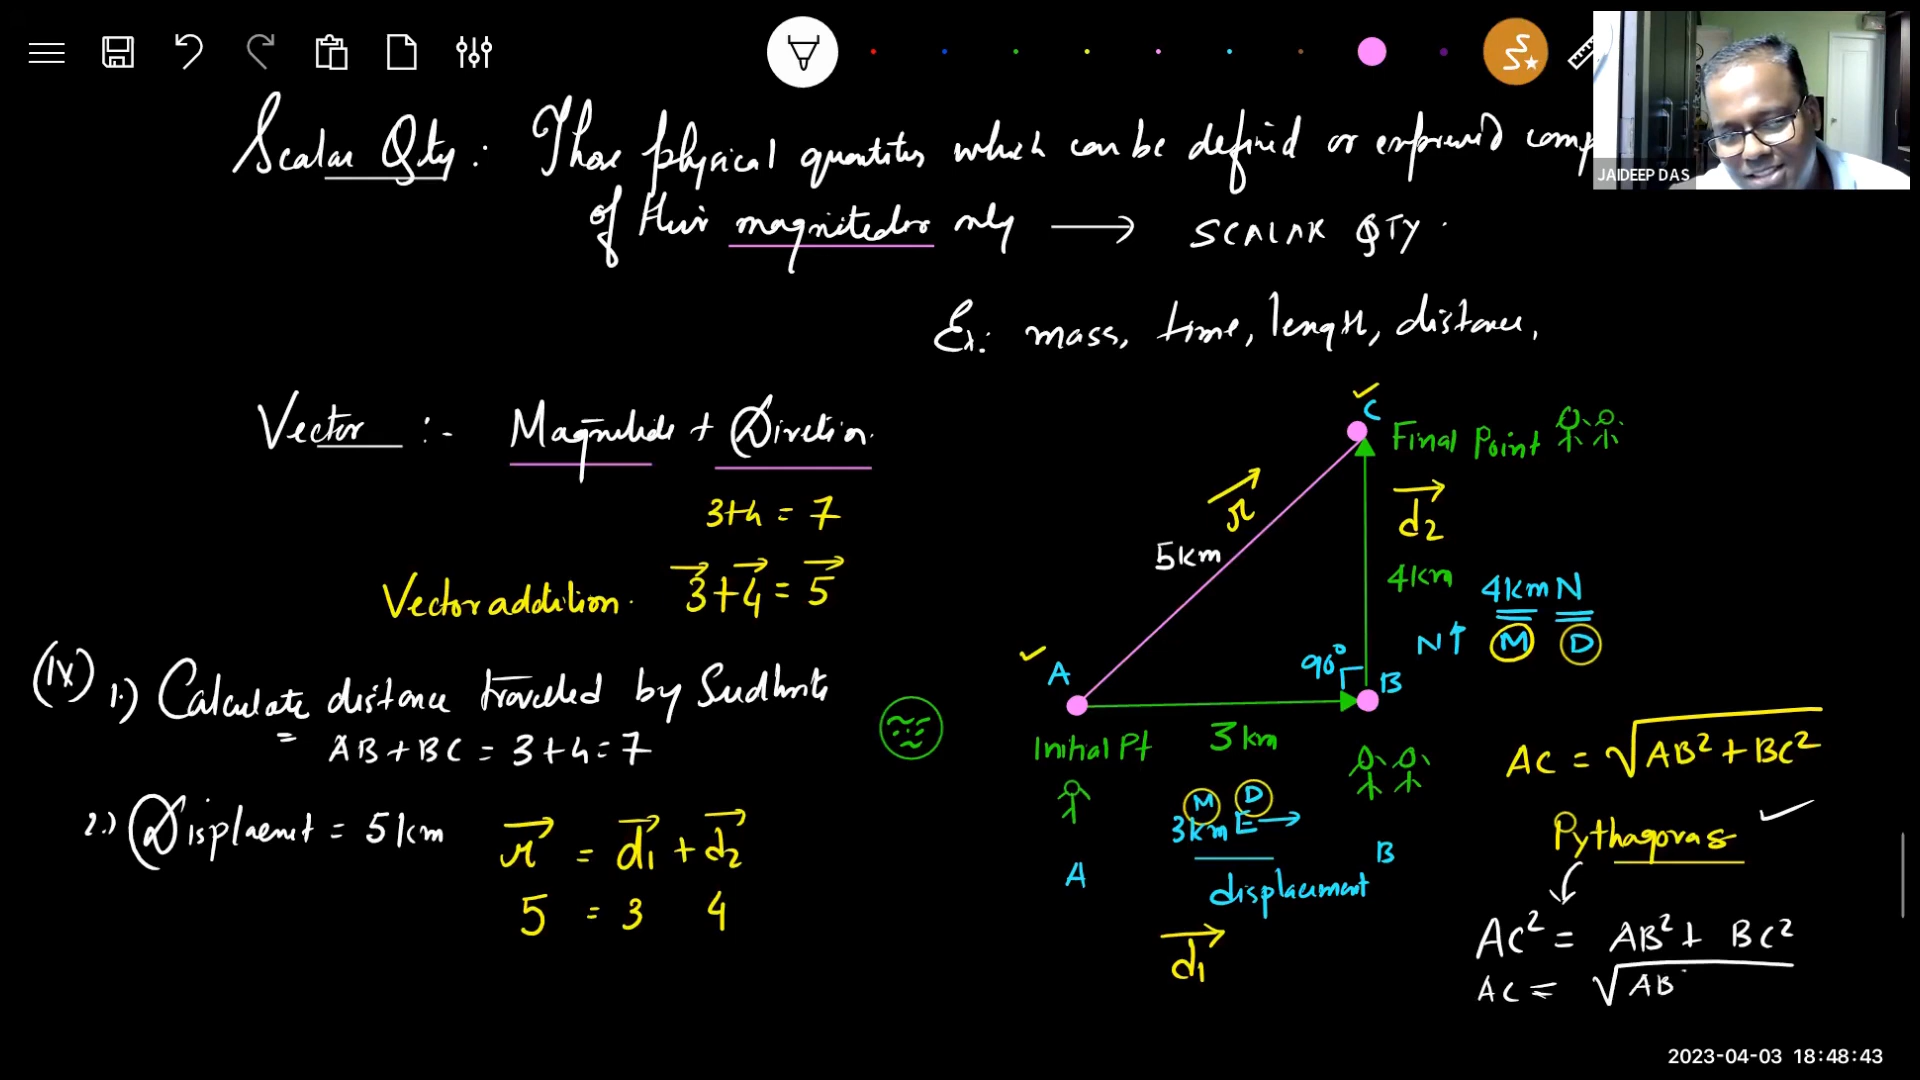 JAIDEEP DAS
Scalar Qty : Those physical quantites which can be defined or expressed comp
of their magnitudes only → SCALAR QTY.
Ex: mass, time, length, distance,
Vector :- Magnitude + Direction.
3+4 = 7
Vector addition. 3+4 = 5
(IX) 1.) Calculate distance travelled by
AB + BC = 3+4 = 7
2.) Displacement = 5 km
r = d1 + d2
5 = 3 4
C
Final Point
r
d2
5km
4km
4km N
N↑ M D
A
90°
B
Initial Pt 3 km
M D
3km E →
A B
displacement
d1
AC = √AB² + BC²
Pythagoras
AC² = AB² + BC²
AC = √AB
2023-04-03 18:48:43